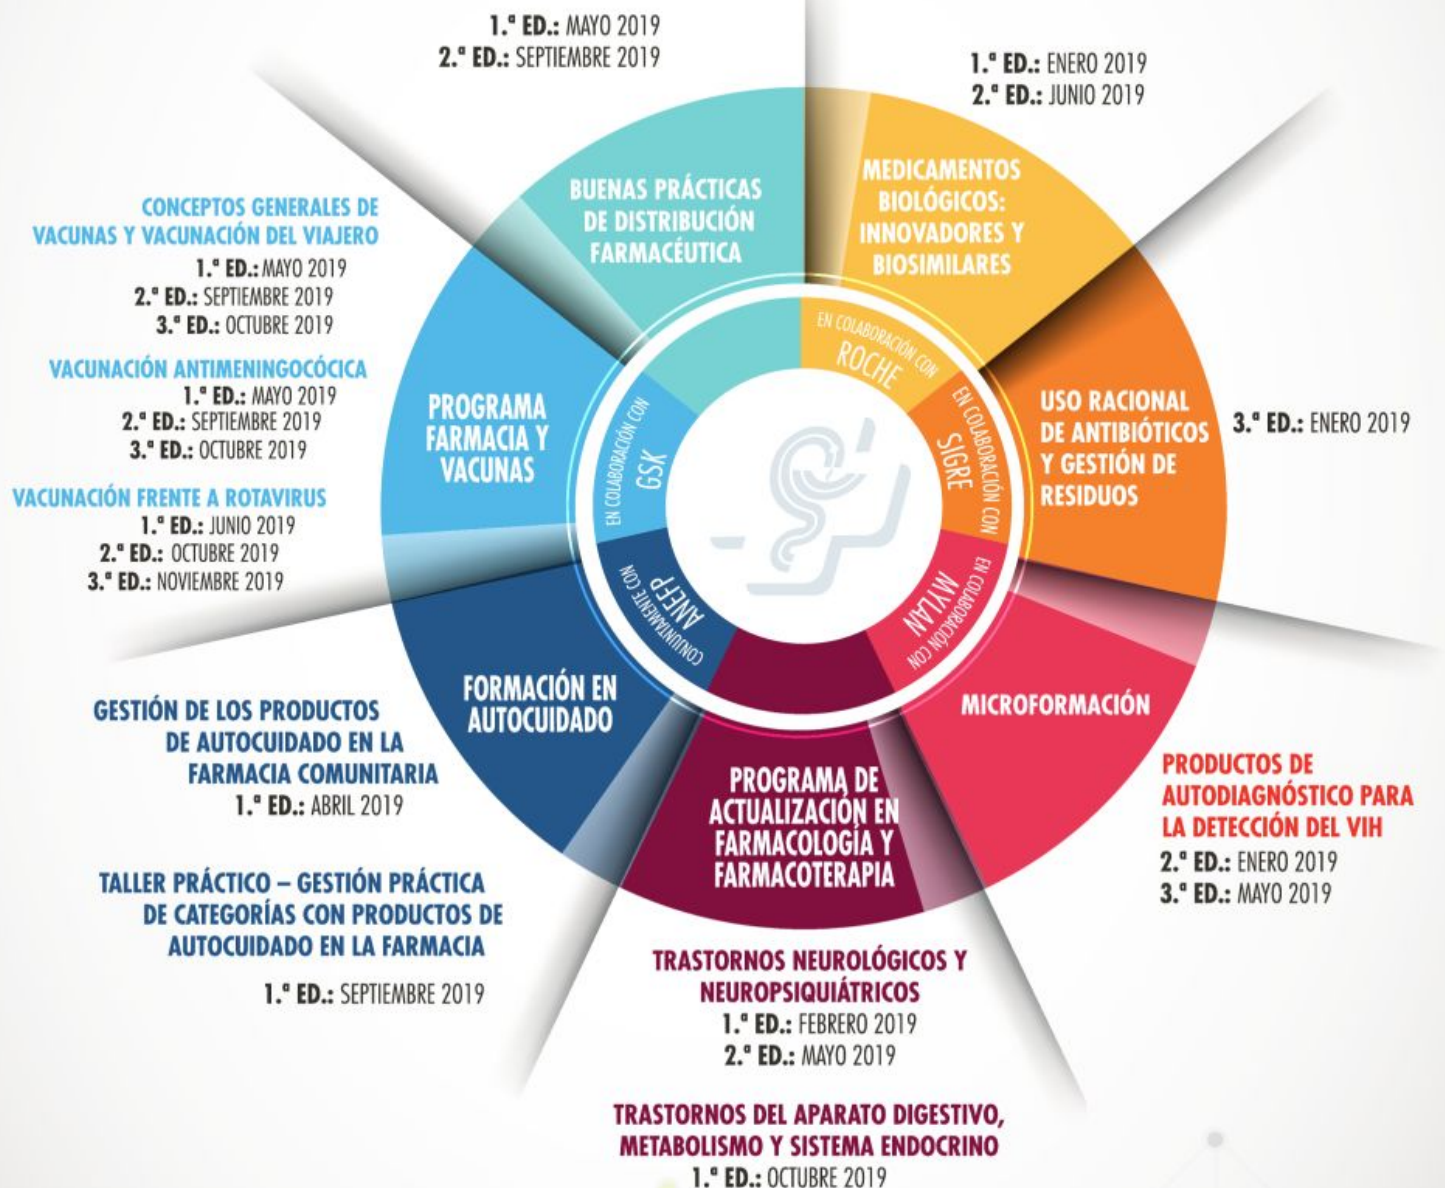 1.ª ED.: MAYO 2019
2.ª ED.: SEPTIEMBRE 2019
BUENAS PRÁCTICAS
DE DISTRIBUCIÓN
FARMACÉUTICA
1.ª ED.: ENERO 2019
2.ª ED.: JUNIO 2019
MEDICAMENTOS
BIOLÓGICOS:
INNOVADORES Y
BIOSIMILARES
EN COLABORACIÓN CON
ROCHE
USO RACIONAL
DE ANTIBIÓTICOS
Y GESTIÓN DE
RESIDUOS
EN COLABORACIÓN CON
SIGRE
3.ª ED.: ENERO 2019
MICROFORMACIÓN
EN COLABORACIÓN CON
MYLAN
PRODUCTOS DE
AUTODIAGNÓSTICO PARA
LA DETECCIÓN DEL VIH
2.ª ED.: ENERO 2019
3.ª ED.: MAYO 2019
PROGRAMA DE
ACTUALIZACIÓN EN
FARMACOLOGÍA Y
FARMACOTERAPIA
TRASTORNOS NEUROLÓGICOS Y
NEUROPSIQUIÁTRICOS
1.ª ED.: FEBRERO 2019
2.ª ED.: MAYO 2019
TRASTORNOS DEL APARATO DIGESTIVO,
METABOLISMO Y SISTEMA ENDOCRINO
1.ª ED.: OCTUBRE 2019
FORMACIÓN EN
AUTOCUIDADO
CONJUNTAMENTE CON
ANEFP
GESTIÓN DE LOS PRODUCTOS
DE AUTOCUIDADO EN LA
FARMACIA COMUNITARIA
1.ª ED.: ABRIL 2019
TALLER PRÁCTICO – GESTIÓN PRÁCTICA
DE CATEGORÍAS CON PRODUCTOS DE
AUTOCUIDADO EN LA FARMACIA
1.ª ED.: SEPTIEMBRE 2019
PROGRAMA
FARMACIA Y
VACUNAS
EN COLABORACIÓN CON
GSK
CONCEPTOS GENERALES DE
VACUNAS Y VACUNACIÓN DEL VIAJERO
1.ª ED.: MAYO 2019
2.ª ED.: SEPTIEMBRE 2019
3.ª ED.: OCTUBRE 2019
VACUNACIÓN ANTIMENINGOCÓCICA
1.ª ED.: MAYO 2019
2.ª ED.: SEPTIEMBRE 2019
3.ª ED.: OCTUBRE 2019
VACUNACIÓN FRENTE A ROTAVIRUS
1.ª ED.: JUNIO 2019
2.ª ED.: OCTUBRE 2019
3.ª ED.: NOVIEMBRE 2019